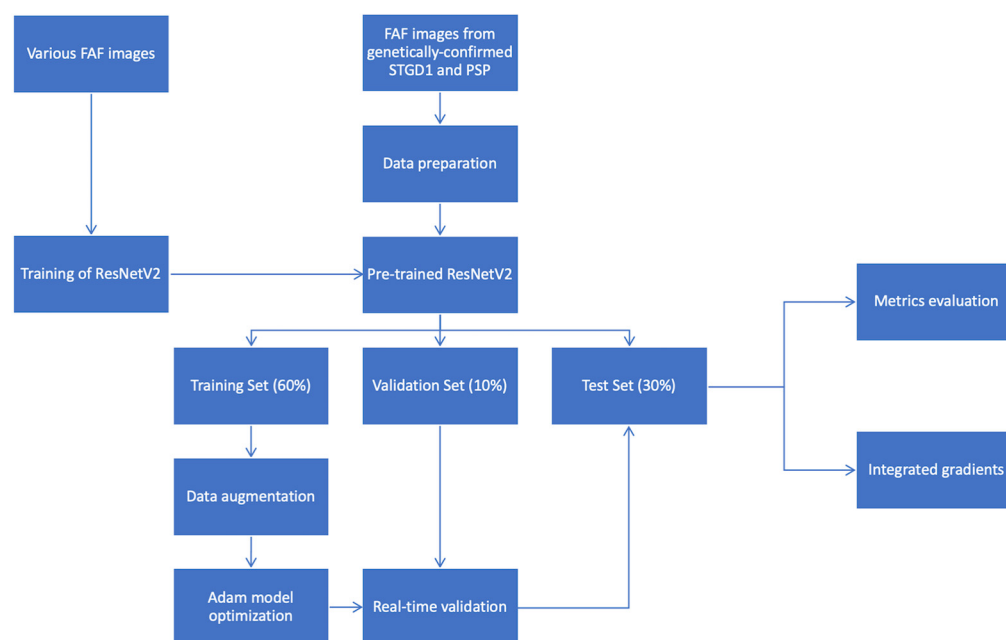 Various FAF images
FAF images from
genetically-confirmed
STGD1 and PSP
Data preparation
Training of ResNetV2
Pre-trained ResNetV2
Metrics evaluation
Training Set (60%)
Validation Set (10%)
Test Set (30%)
Integrated gradients
Data augmentation
Adam model
optimization
Real-time validation